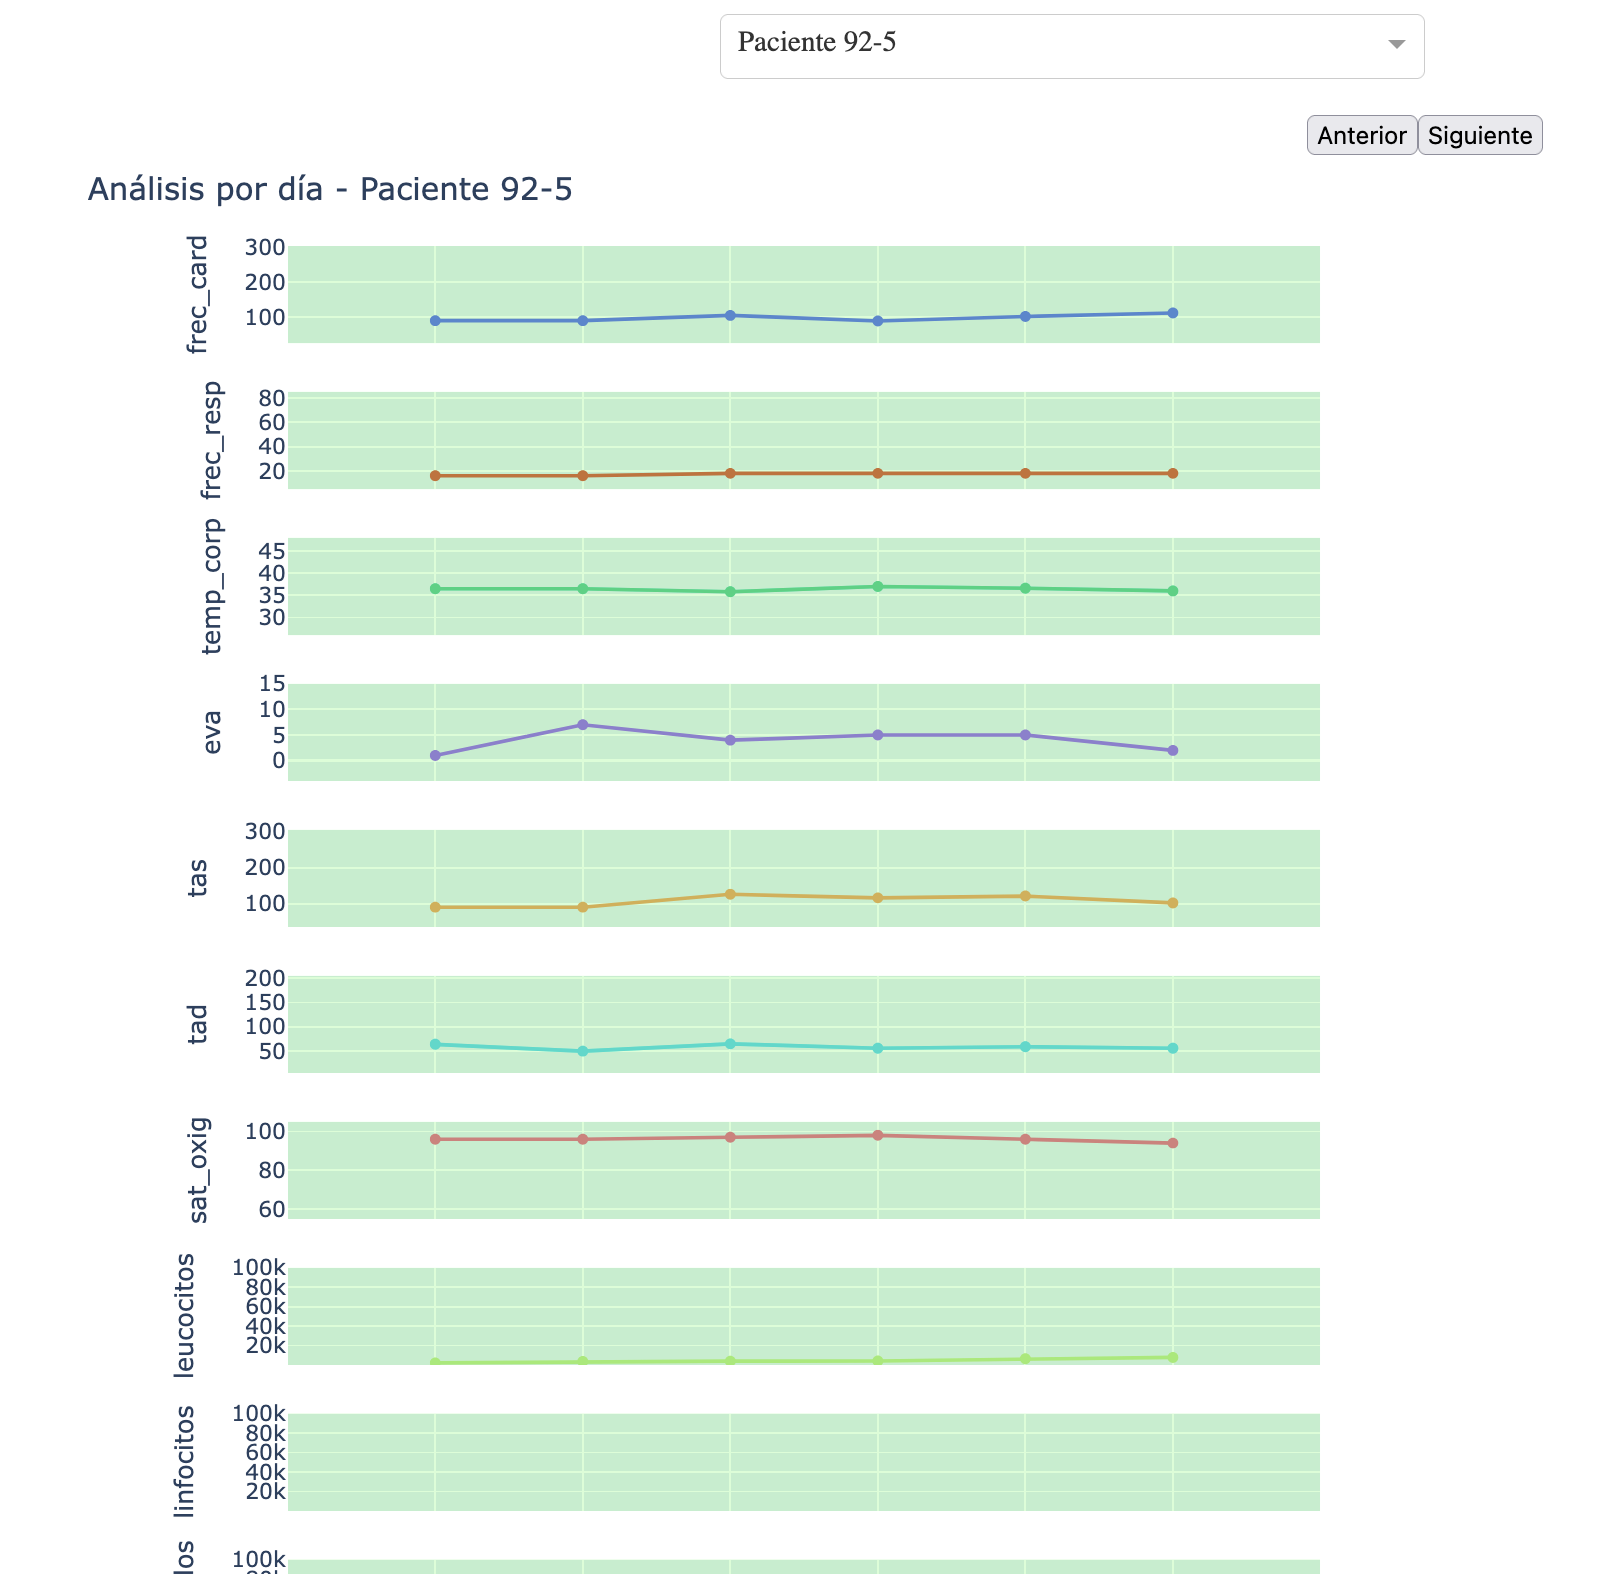 Paciente 92-5
Anterior Siguiente
Análisis por día - Paciente 92-5
frec_card
300
200
100
frec_resp
80
60
40
20
temp_corp
45
40
35
30
eva
15
10
5
0
tas
300
200
100
tad
200
150
100
50
sat_oxig
100
80
60
leucocitos
100k
80k
60k
40k
20k
linfocitos
100k
80k
60k
40k
20k
100k